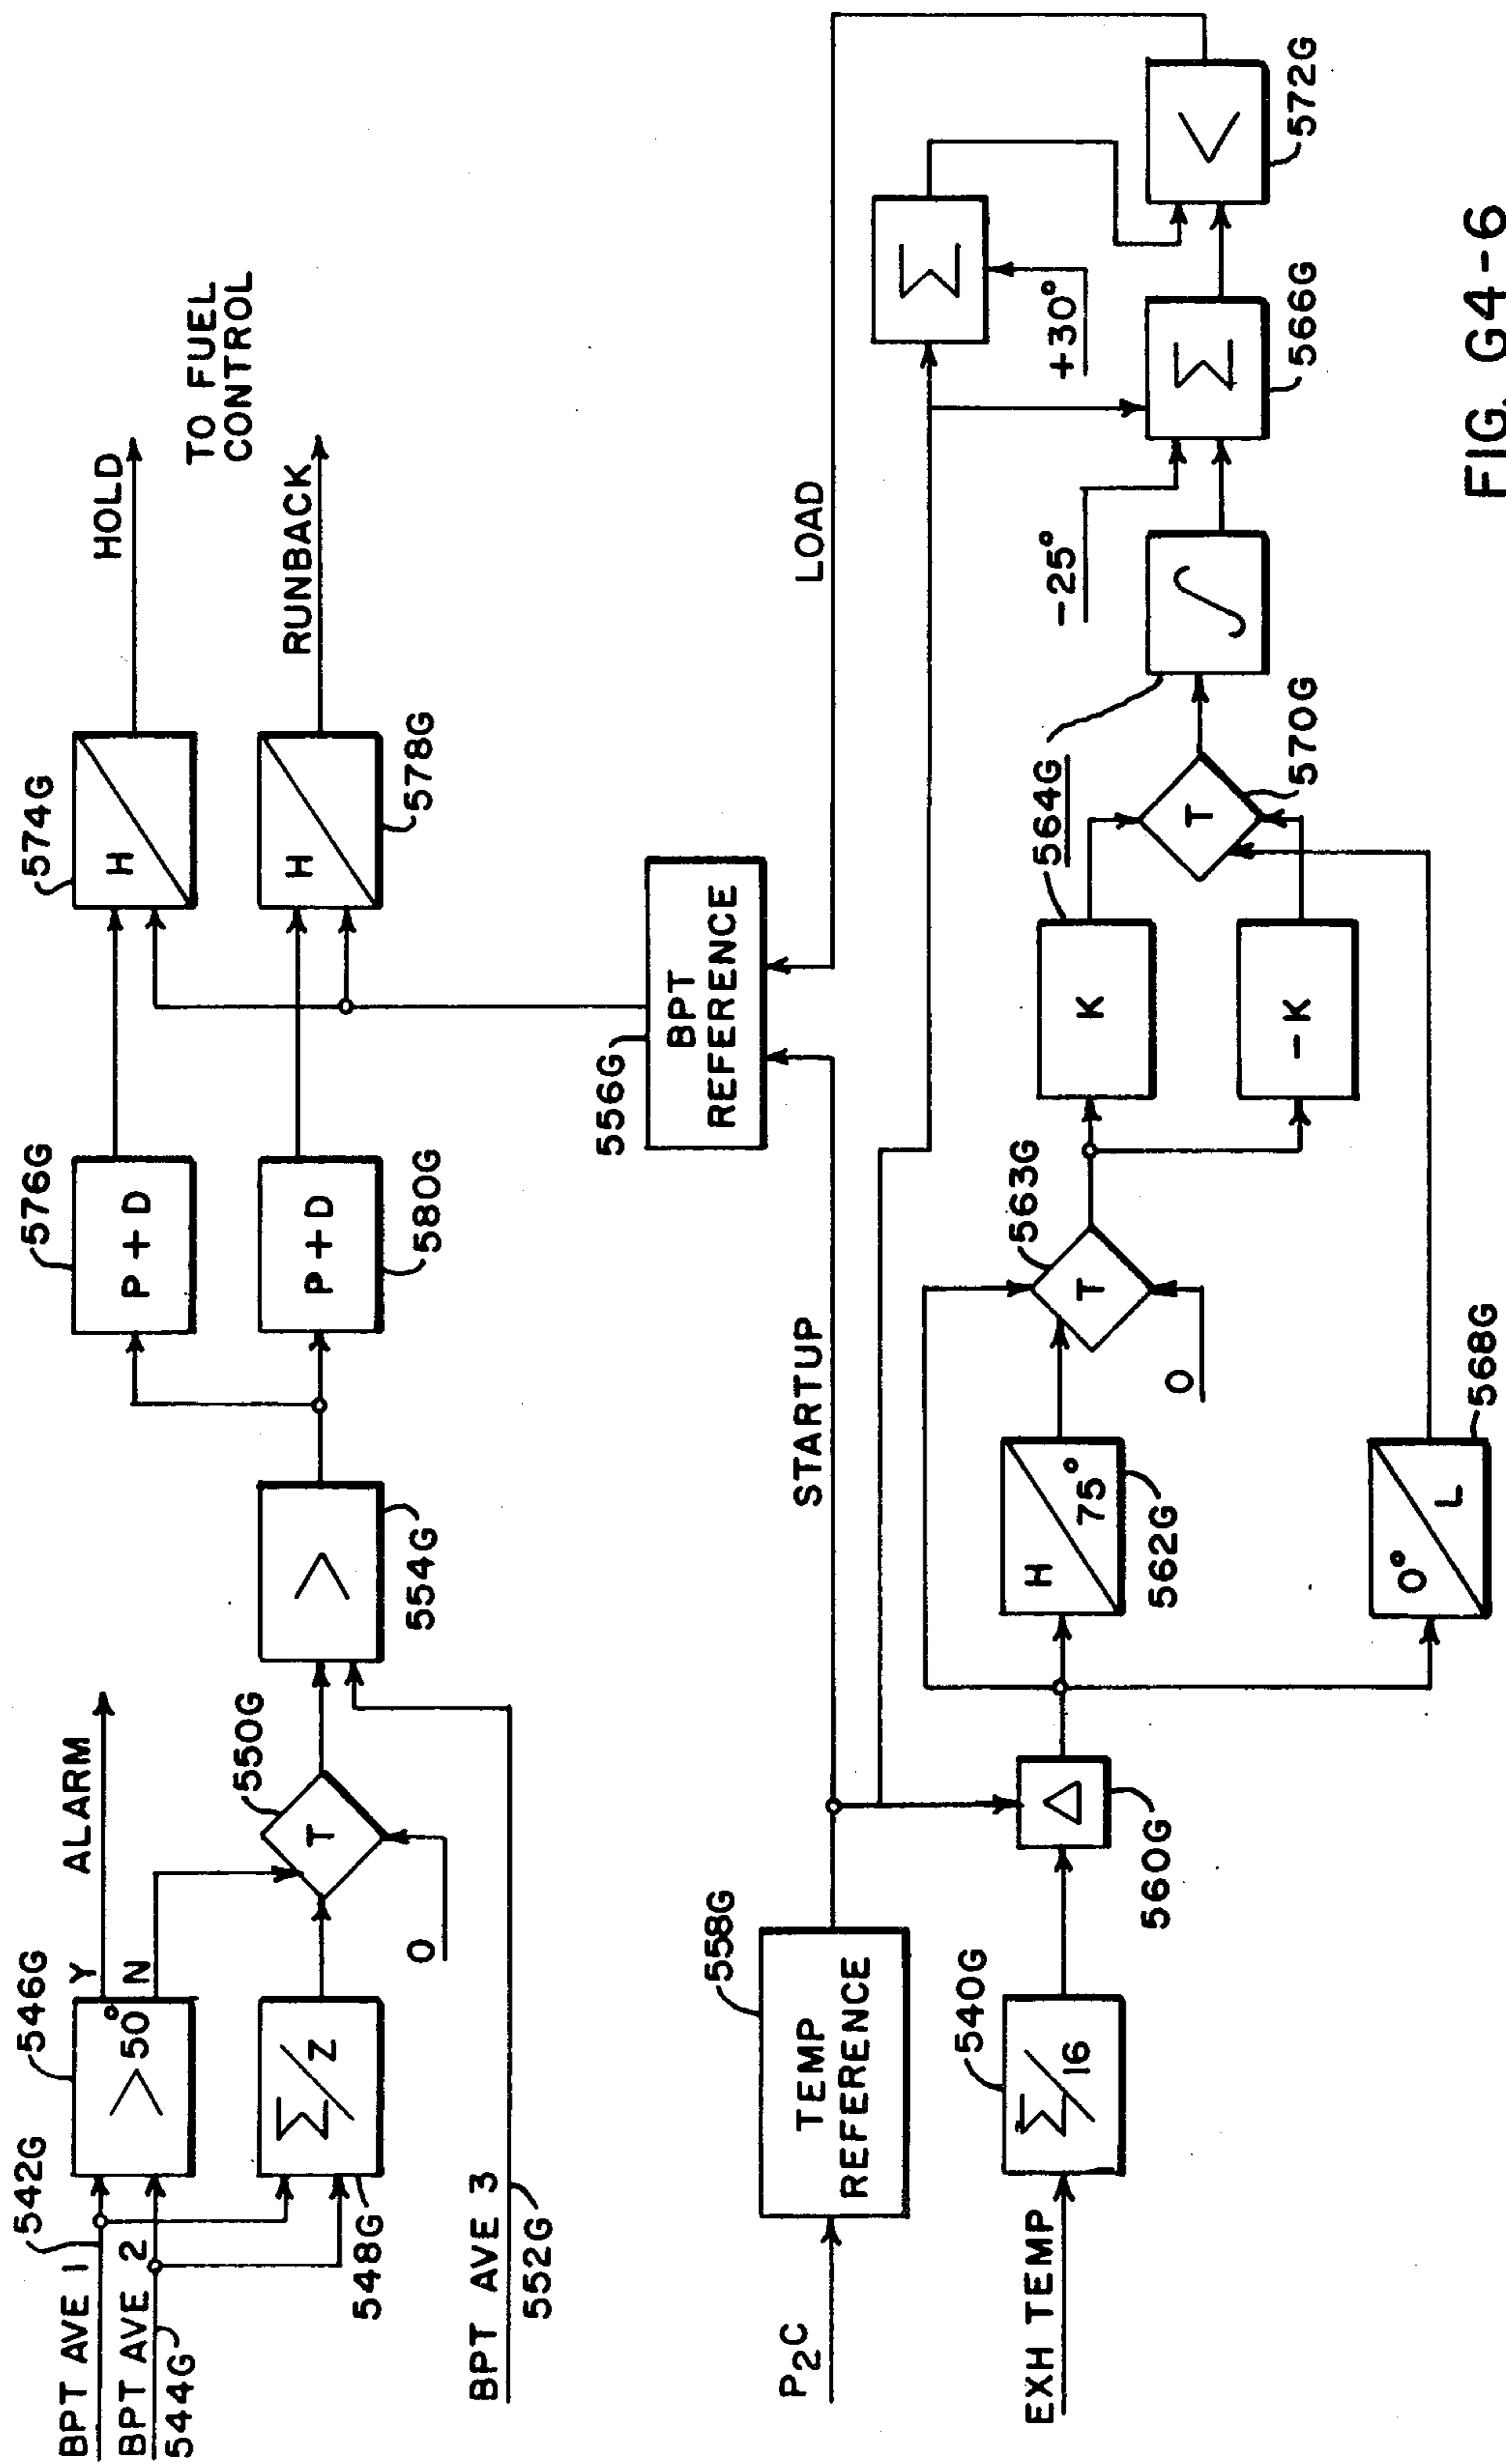 BPT AVE 1
542G
BPT AVE 2
544G
546G
>50°
Y
N
ALARM
Σ/Z
548G
0
T
550G
BPT AVE 3
552G
>
554G
P+D
576G
P+D
580G
H
574G
H
578G
HOLD
RUNBACK
TO FUEL
CONTROL
BPT
REFERENCE
556G
STARTUP
LOAD
P2C
TEMP
REFERENCE
558G
EXH TEMP
Σ/16
540G
Δ
560G
H
75°
562G
0°
L
568G
0
T
563G
K
-K
564G
T
570G
∫
-25°
Σ
566G
+30°
Σ
<
572G
FIG. G4-6